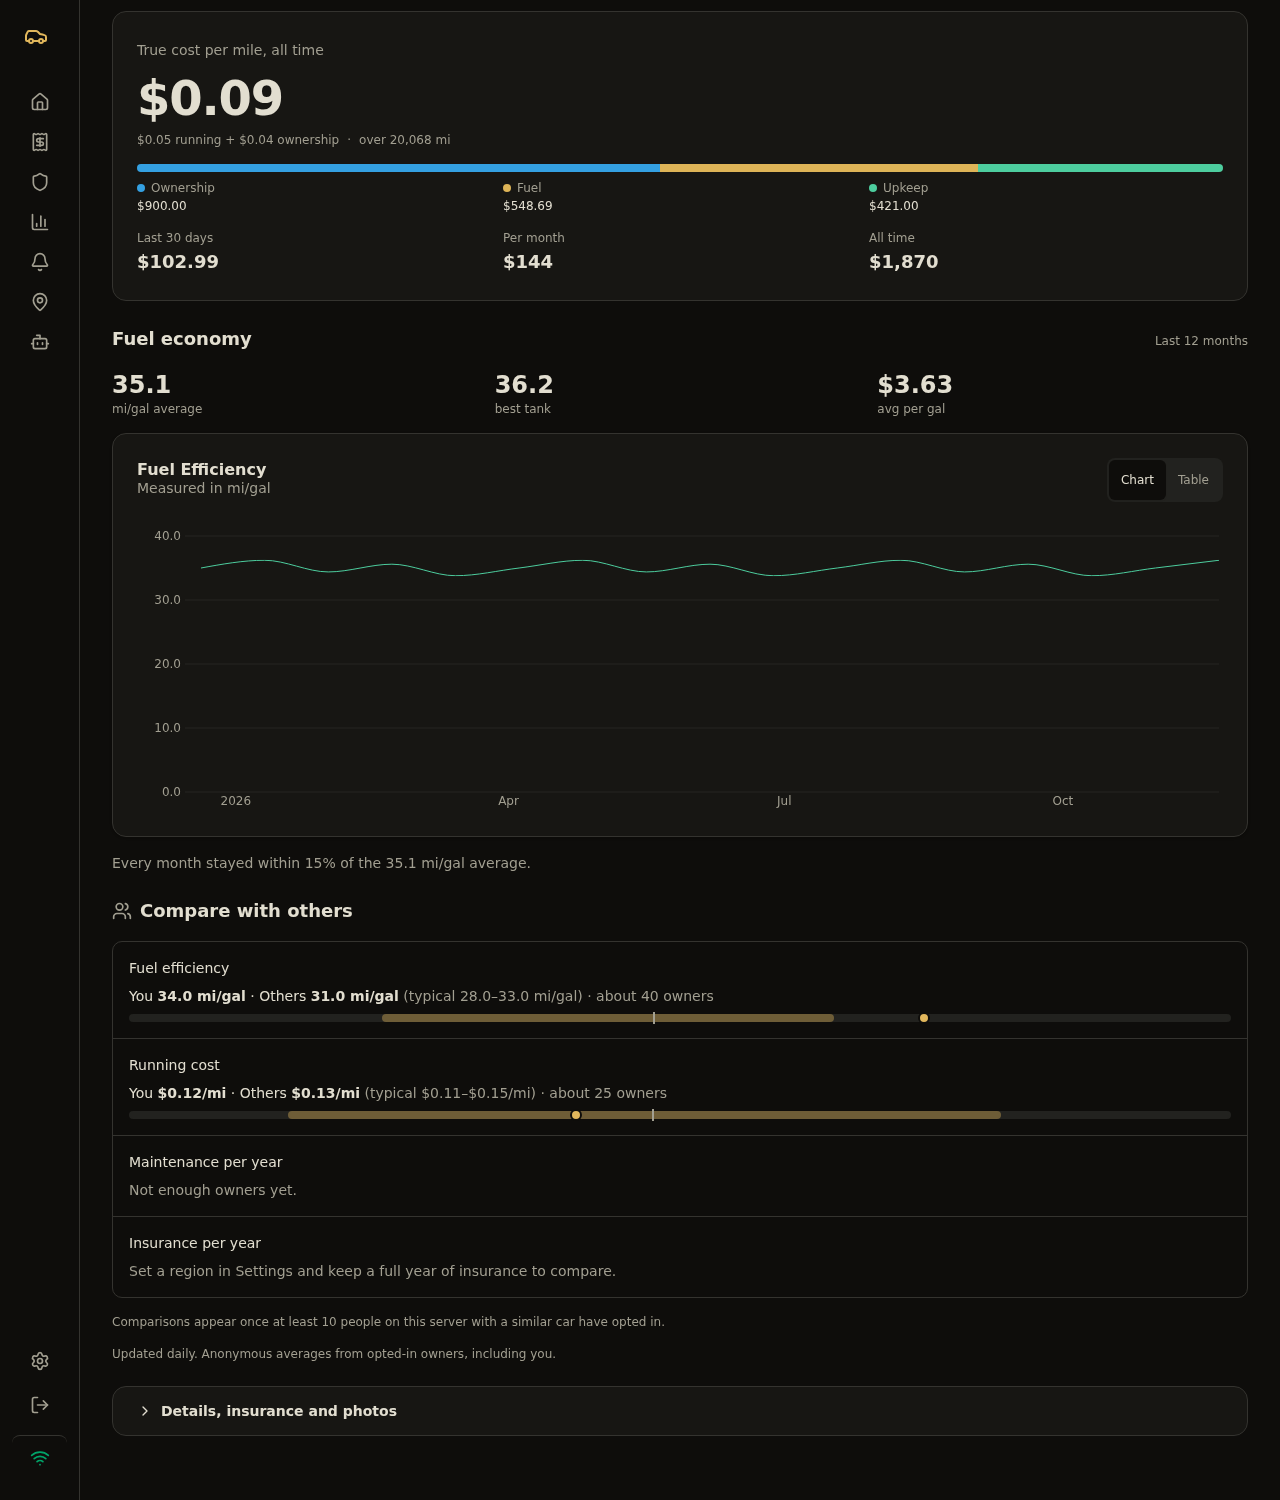 True cost per mile, all time
$0.09
$0.05 running + $0.04 ownership · over 20,068 mi
Ownership Fuel Upkeep
$900.00 $548.69 $421.00
Last 30 days Per month All time
$102.99 $144 $1,870
Fuel economy Last 12 months
35.1 36.2 $3.63
mi/gal average best tank avg per gal
Fuel Efficiency
Measured in mi/gal
Chart Table
40.0
30.0
20.0
10.0
0.0
2026 Apr Jul Oct
Every month stayed within 15% of the 35.1 mi/gal average.
Compare with others
Fuel efficiency
You 34.0 mi/gal · Others 31.0 mi/gal (typical 28.0–33.0 mi/gal) · about 40 owners
Running cost
You $0.12/mi · Others $0.13/mi (typical $0.11–$0.15/mi) · about 25 owners
Maintenance per year
Not enough owners yet.
Insurance per year
Set a region in Settings and keep a full year of insurance to compare.
Comparisons appear once at least 10 people on this server with a similar car have opted in.
Updated daily. Anonymous averages from opted-in owners, including you.
Details, insurance and photos